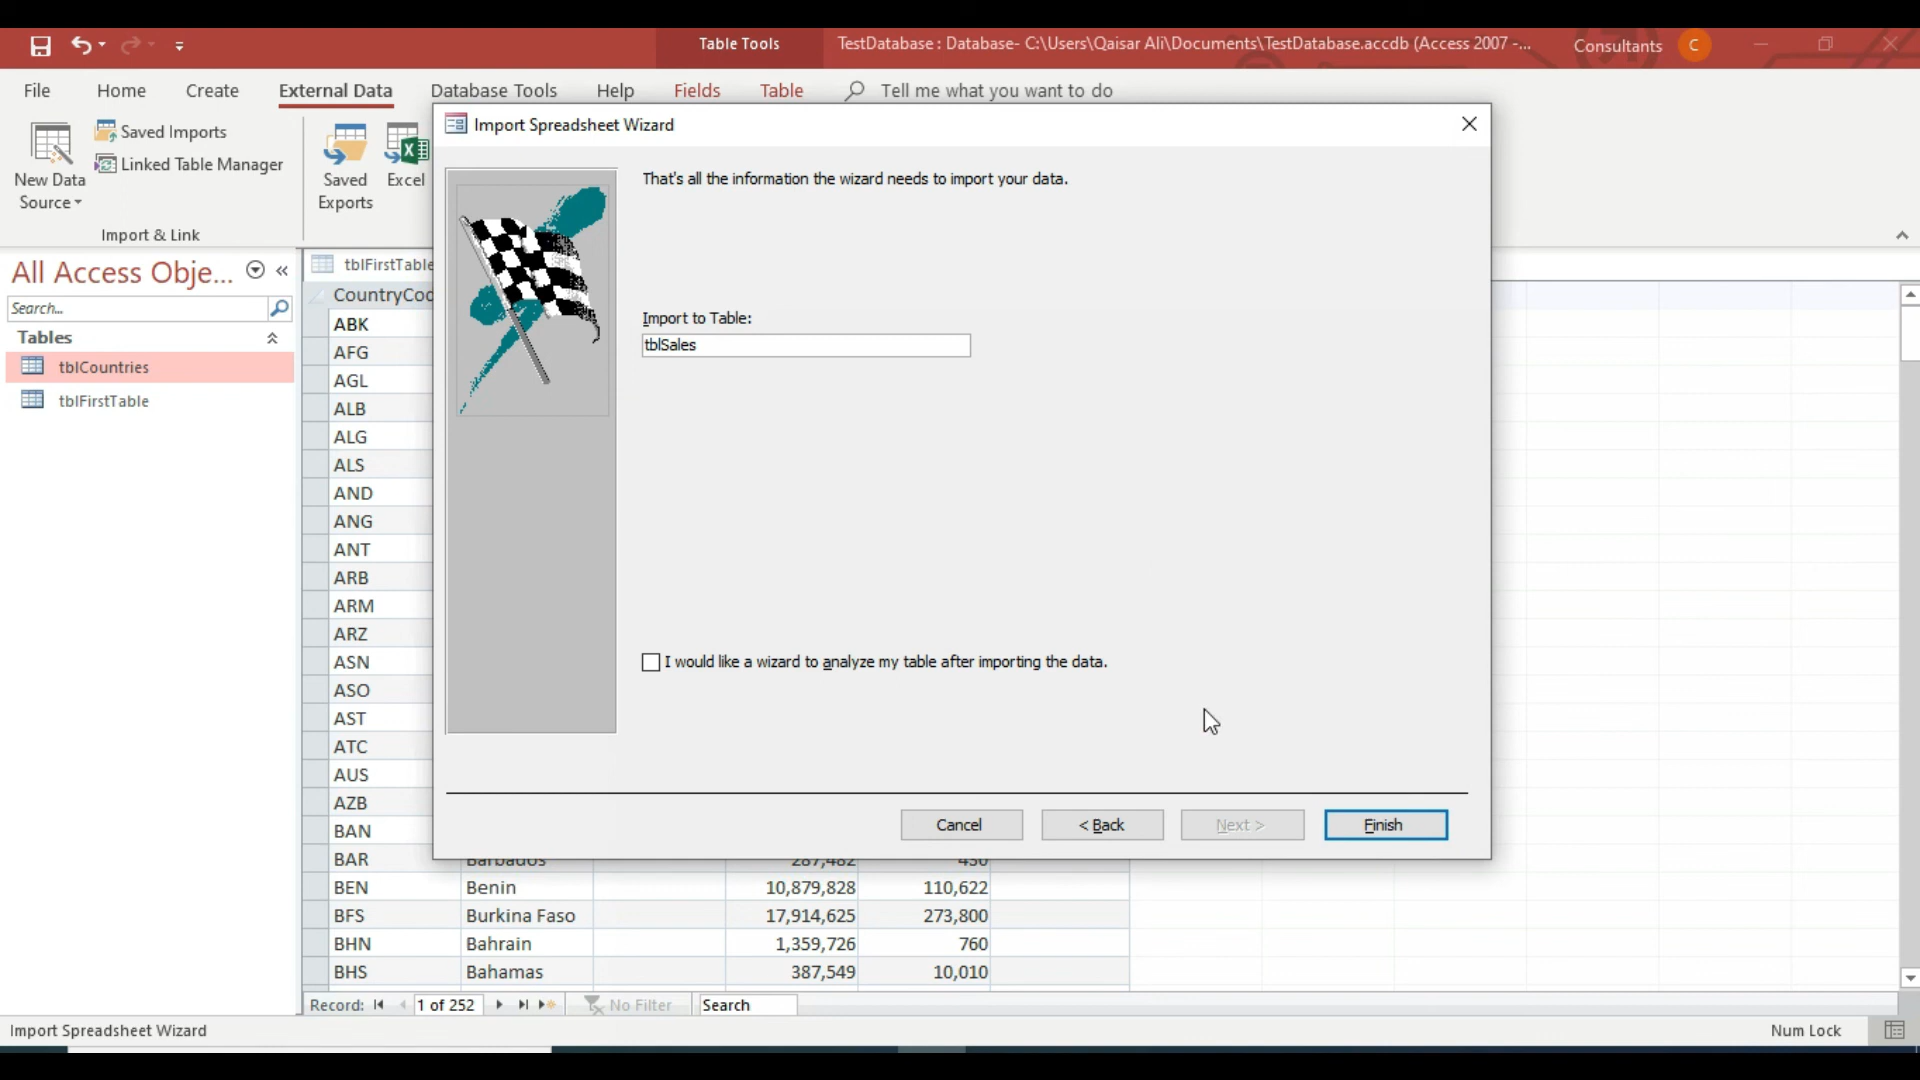 Table Tools
TestDatabase : Database- C:\Users\Qaisar Ali\Documents\TestDatabase.accdb (Access 2007 -...
Consultants
C
File
Home
Create
External Data
Database Tools
Help
Fields
Table
Tell me what you want to do
New Data
Source
Saved Imports
Linked Table Manager
Import & Link
Saved
Exports
Excel
Import Spreadsheet Wizard
That's all the information the wizard needs to import your data.
Import to Table:
tblSales
I would like a wizard to analyze my table after importing the data.
Cancel
< Back
Next >
Finish
All Access Obje...
Search...
Tables
tblCountries
tblFirstTable
tblFirstTable
CountryCod
ABK
AFG
AGL
ALB
ALG
ALS
AND
ANG
ANT
ARB
ARM
ARZ
ASN
ASO
AST
ATC
AUS
AZB
BAN
BAR Barbados 287,482 430
BEN Benin 10,879,828 110,622
BFS Burkina Faso 17,914,625 273,800
BHN Bahrain 1,359,726 760
BHS Bahamas 387,549 10,010
Record: 1 of 252 No Filter Search
Import Spreadsheet Wizard
Num Lock